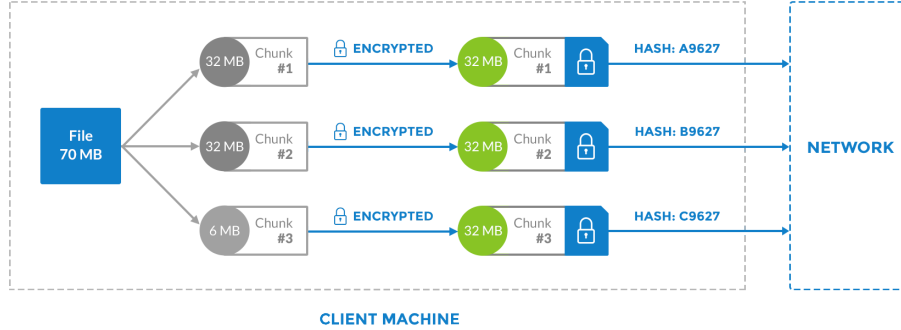 32 MB
Chunk
#1
ENCRYPTED
32 MB
Chunk
#1
HASH: A9627
File
70 MB
32 MB
Chunk
#2
ENCRYPTED
32 MB
Chunk
#2
HASH: B9627
NETWORK
6 MB
Chunk
#3
ENCRYPTED
32 MB
Chunk
#3
HASH: C9627
CLIENT MACHINE